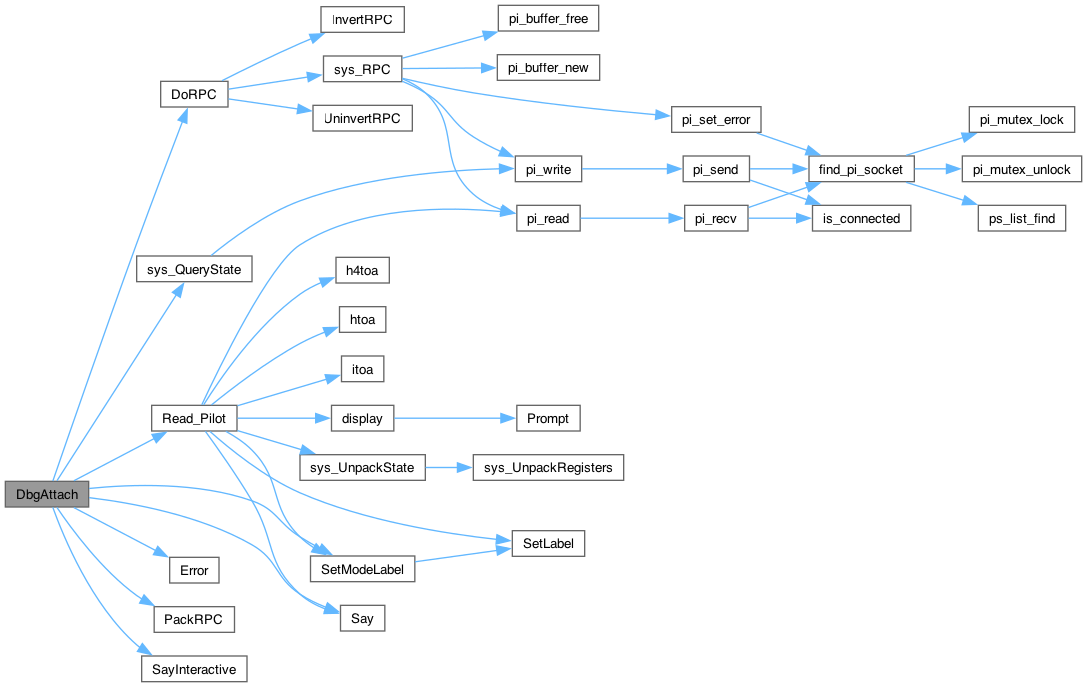 InvertRPC
pi_buffer_free
sys_RPC
pi_buffer_new
DoRPC
UninvertRPC
pi_set_error
pi_mutex_lock
pi_write
pi_send
find_pi_socket
pi_mutex_unlock
pi_read
pi_recv
is_connected
ps_list_find
sys_QueryState
h4toa
htoa
itoa
Read_Pilot
display
Prompt
sys_UnpackState
sys_UnpackRegisters
DbgAttach
SetLabel
Error
SetModeLabel
PackRPC
Say
SayInteractive